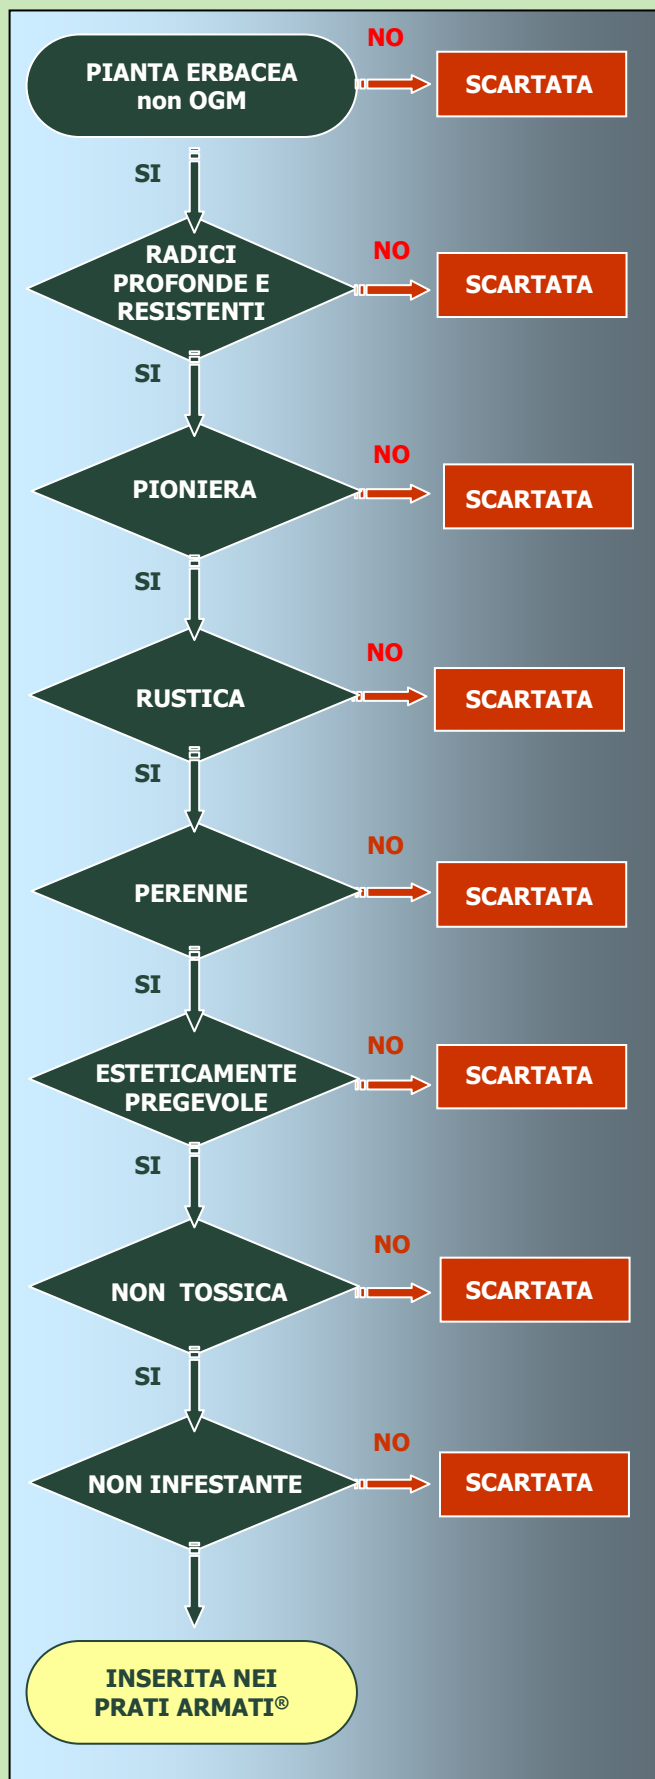 NO
PIANTA ERBACEA
non OGM
SCARTATA
SI
RADICI
PROFONDE E
RESISTENTI
NO
SCARTATA
SI
PIONIERA
NO
SCARTATA
SI
RUSTICA
NO
SCARTATA
SI
PERENNE
NO
SCARTATA
SI
ESTETICAMENTE
PREGEVOLE
NO
SCARTATA
SI
NON TOSSICA
NO
SCARTATA
SI
NON INFESTANTE
NO
SCARTATA
INSERITA NEI
PRATI ARMATI®